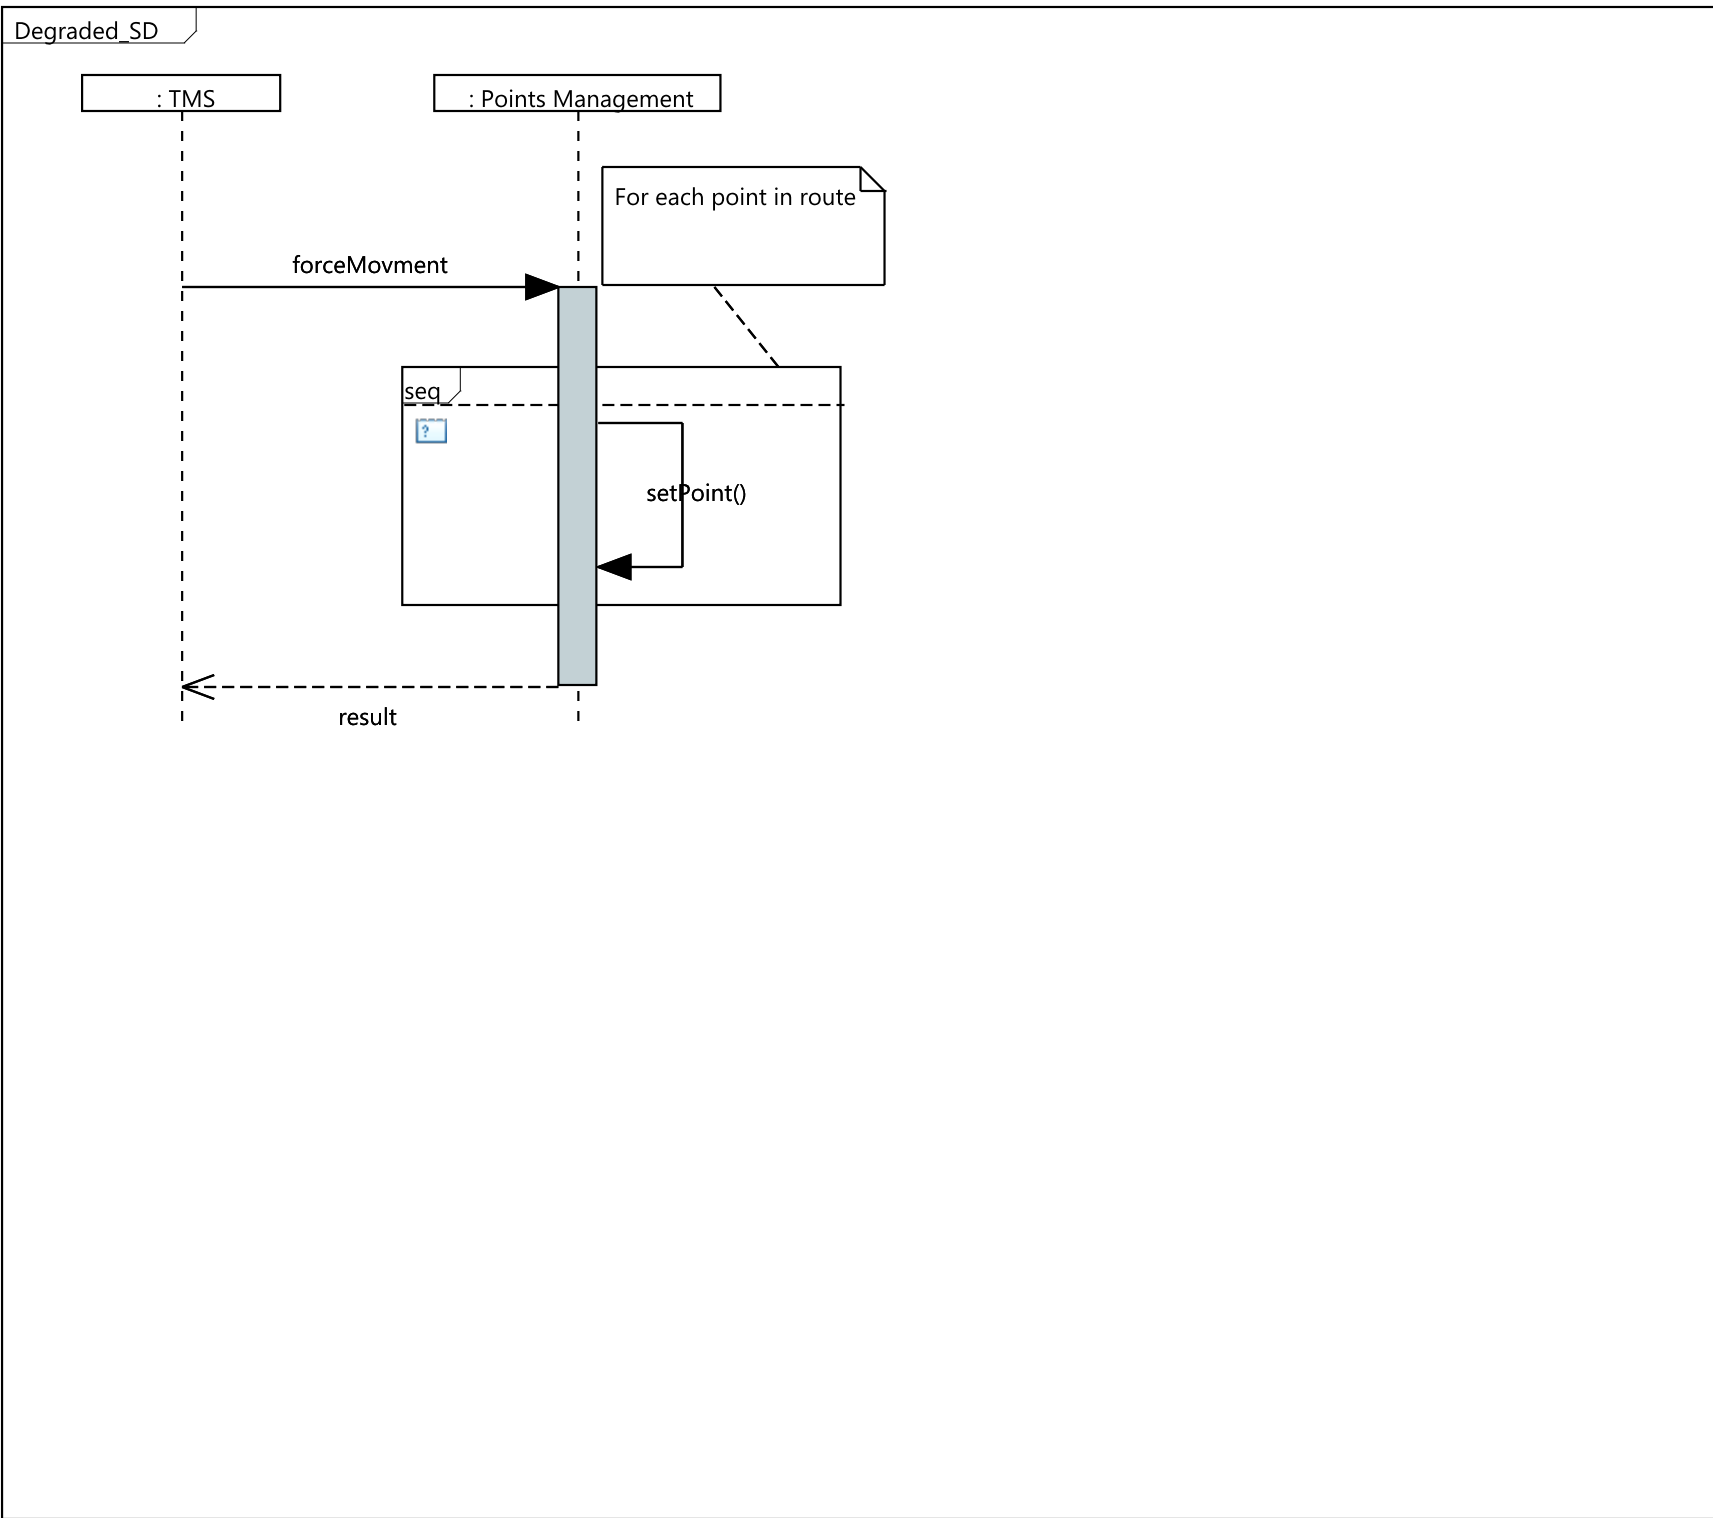 Degraded_SD
: TMS
: Points Management
For each point in route
forceMovment
seq
?
setPoint()
result